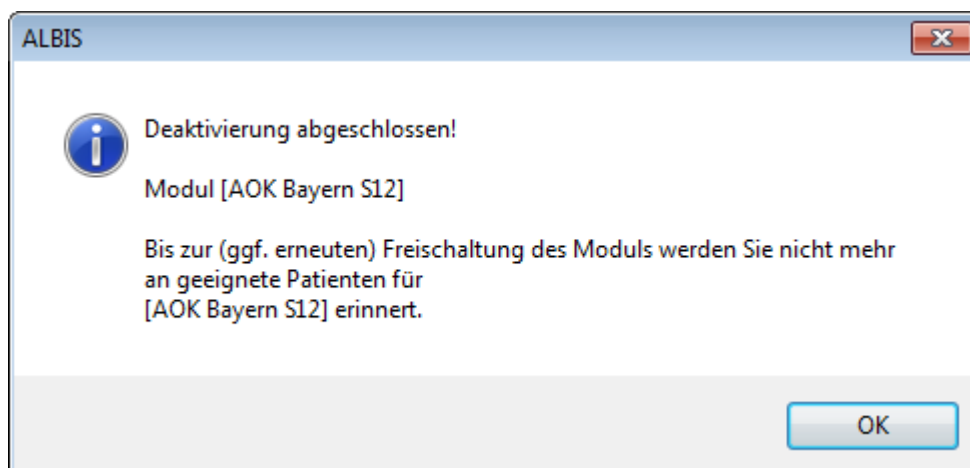 ALBIS
Deaktivierung abgeschlossen!
Modul [AOK Bayern S12]
Bis zur (ggf. erneuten) Freischaltung des Moduls werden Sie nicht mehr
an geeignete Patienten für
[AOK Bayern S12] erinnert.
OK